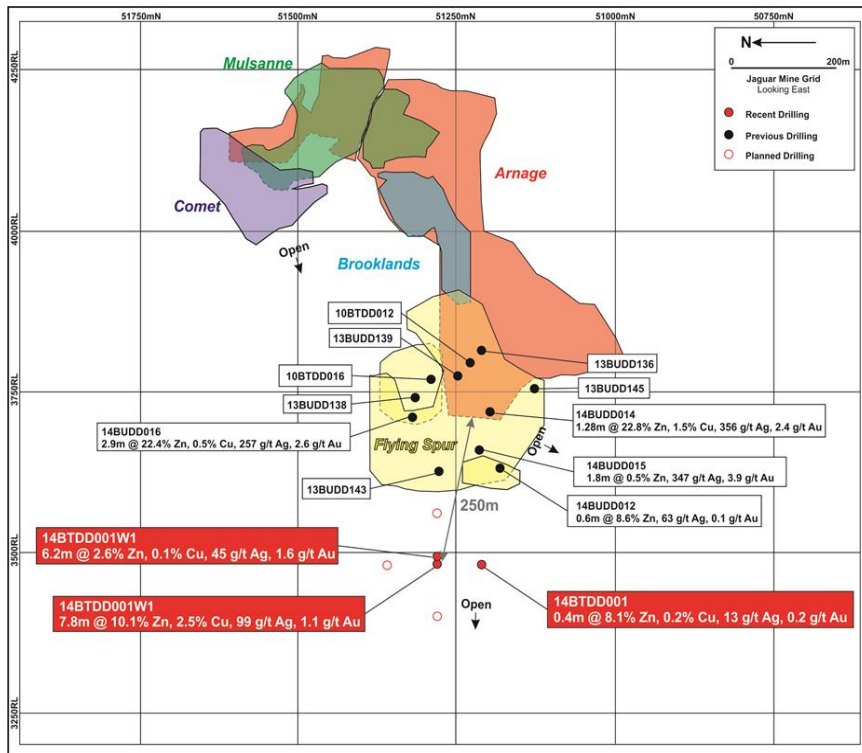 51750mN
51500mN
51250mN
51000mN
50750mN
4250RL
4000RL
3750RL
3500RL
3250RL
N
0 200m
Jaguar Mine Grid
Looking East
Recent Drilling
Previous Drilling
Planned Drilling
Mulsanne
Arnage
Comet
Open
Brooklands
10BTDD012
13BUDD139
13BUDD136
10BTDD016
13BUDD145
13BUDD138
14BUDD014
1.28m @ 22.8% Zn, 1.5% Cu, 356 g/t Ag, 2.4 g/t Au
14BUDD016
2.9m @ 22.4% Zn, 0.5% Cu, 257 g/t Ag, 2.6 g/t Au
Flying Spur
Open
14BUDD015
1.8m @ 0.5% Zn, 347 g/t Ag, 3.9 g/t Au
13BUDD143
250m
14BUDD012
0.6m @ 8.6% Zn, 63 g/t Ag, 0.1 g/t Au
14BTDD001W1
6.2m @ 2.6% Zn, 0.1% Cu, 45 g/t Ag, 1.6 g/t Au
14BTDD001W1
7.8m @ 10.1% Zn, 2.5% Cu, 99 g/t Ag, 1.1 g/t Au
Open
14BTDD001
0.4m @ 8.1% Zn, 0.2% Cu, 13 g/t Ag, 0.2 g/t Au